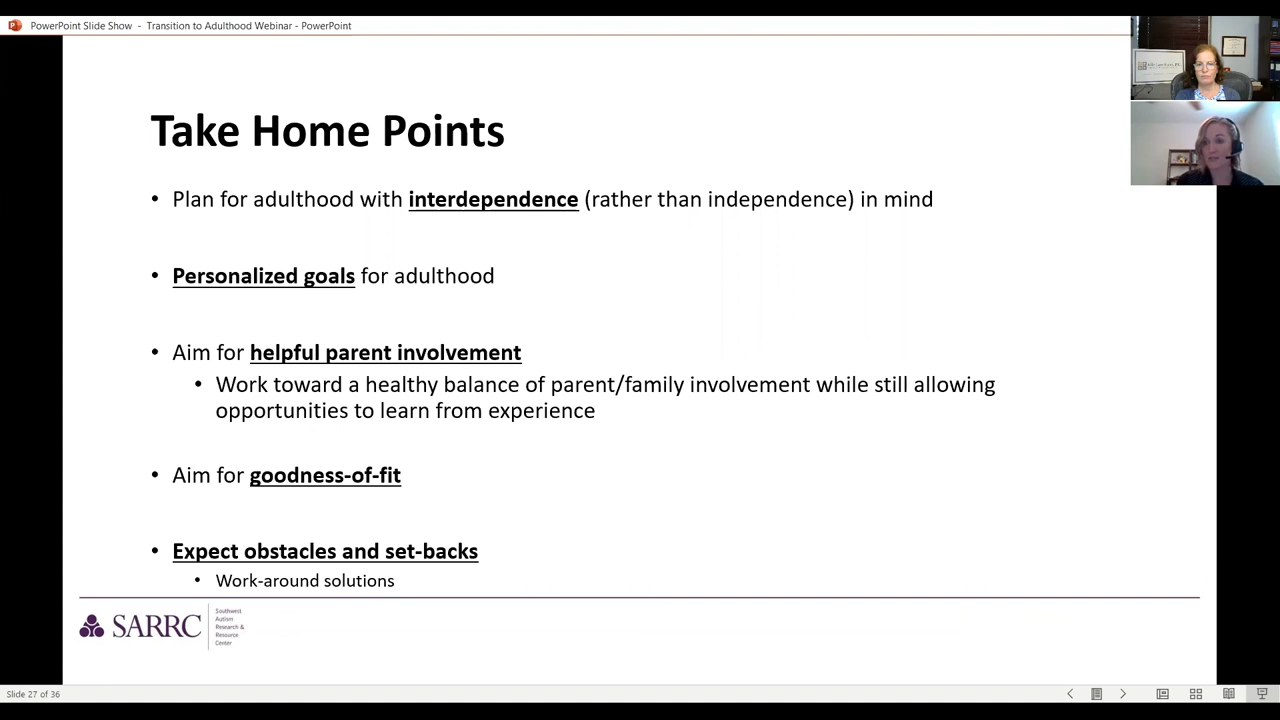 PowerPoint Slide Show - Transition to Adulthood Webinar - PowerPoint
Take Home Points
• Plan for adulthood with interdependence (rather than independence) in mind
• Personalized goals for adulthood
• Aim for helpful parent involvement
• Work toward a healthy balance of parent/family involvement while still allowing
opportunities to learn from experience
• Aim for goodness-of-fit
• Expect obstacles and set-backs
• Work-around solutions
SARRC
Southwest
Autism
Research &
Resource
Center
Slide 27 of 36